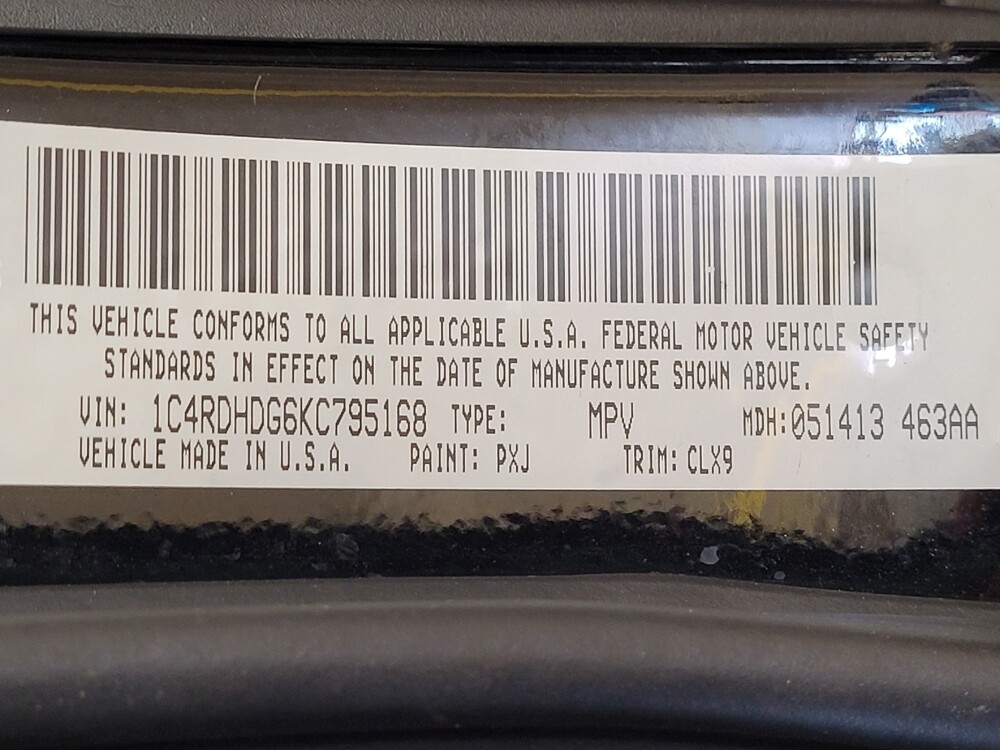 THIS VEHICLE CONFORMS TO ALL APPLICABLE U.S.A. FEDERAL MOTOR VEHICLE SAFETY
STANDARDS IN EFFECT ON THE DATE OF MANUFACTURE SHOWN ABOVE.
VIN: 1C4RDHDG6KC795168 TYPE: MPV MDH:051413 463AA
VEHICLE MADE IN U.S.A. PAINT: PXJ TRIM: CLX9